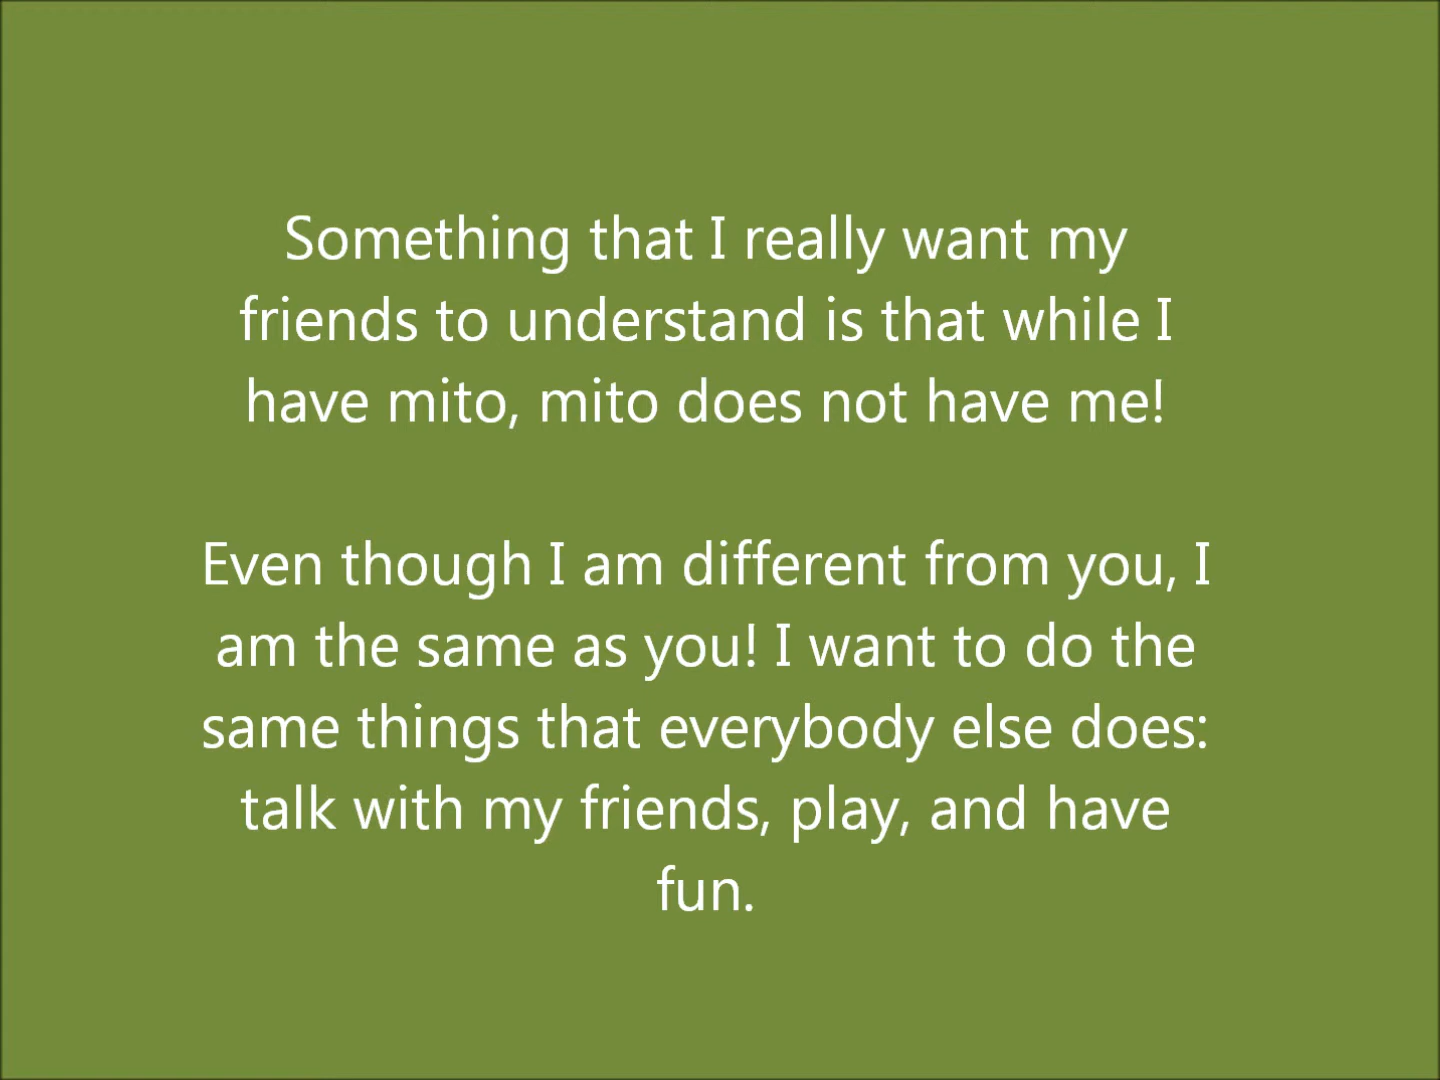 Something that I really want my
friends to understand is that while I
have mito, mito does not have me!
Even though I am different from you, I
am the same as you! I want to do the
same things that everybody else does:
talk with my friends, play, and have
fun.